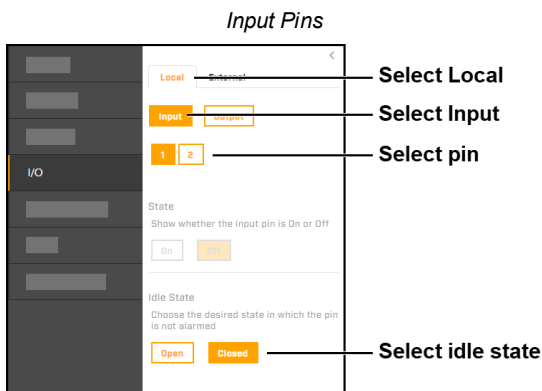 Input Pins
Local External
Select Local
Input Output
Select Input
1 2
Select pin
I/O
State
Show whether the input pin is On or Off
On Off
Idle State
Choose the desired state in which the pin
is not alarmed
Open Closed
Select idle state